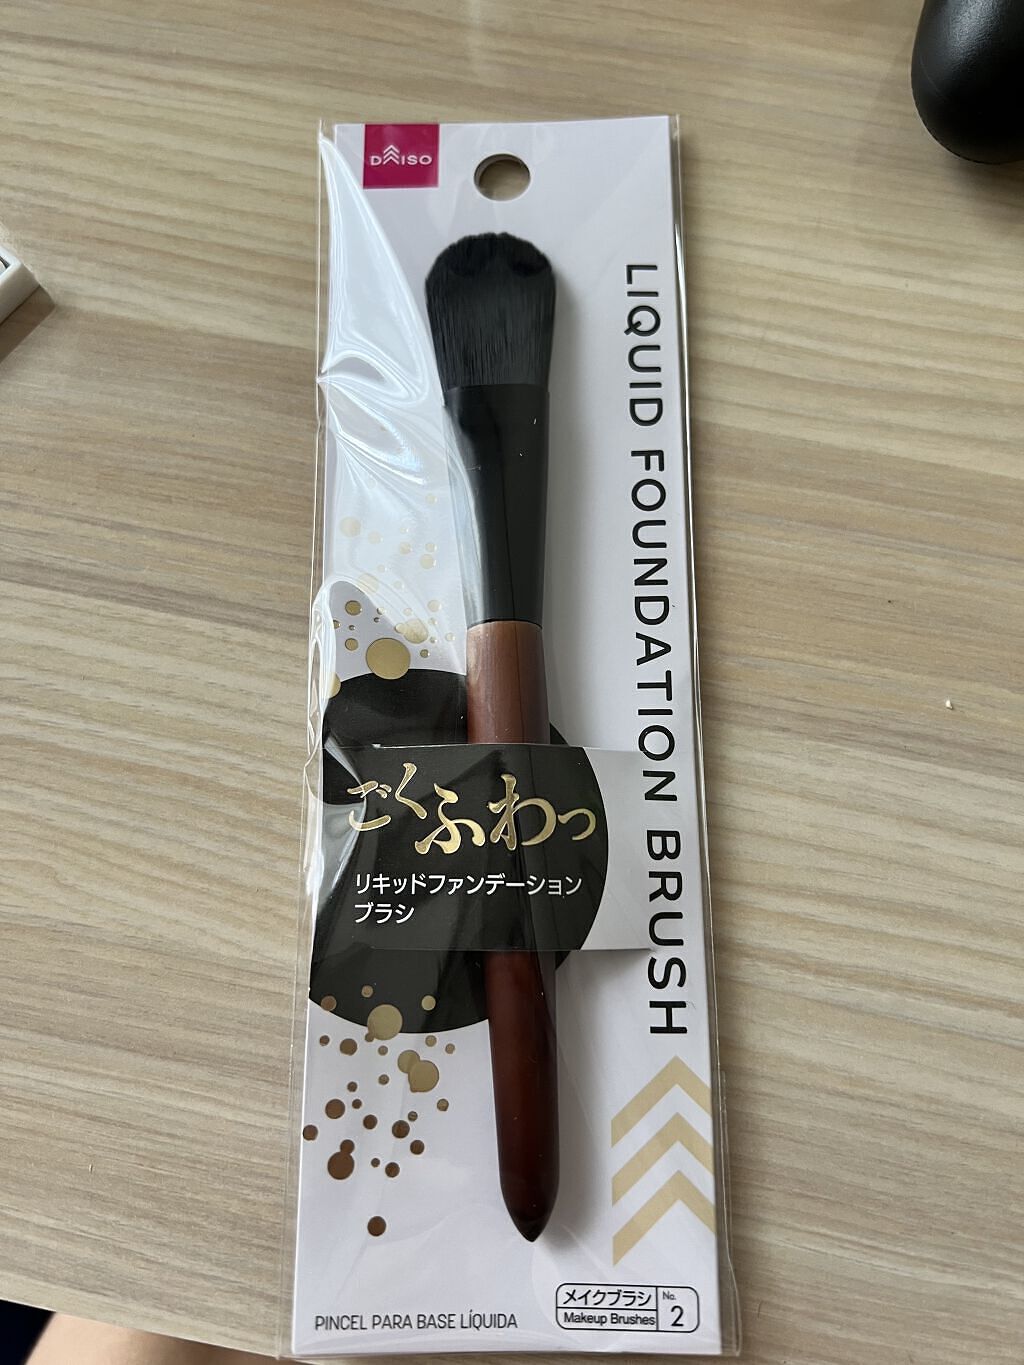 DAISO
LIQUID FOUNDATION BRUSH
ごくふわっ
リキッドファンデーション
ブラシ
PINCEL PARA BASE LÍQUIDA
メイクブラシ
Makeup Brushes
No.
2